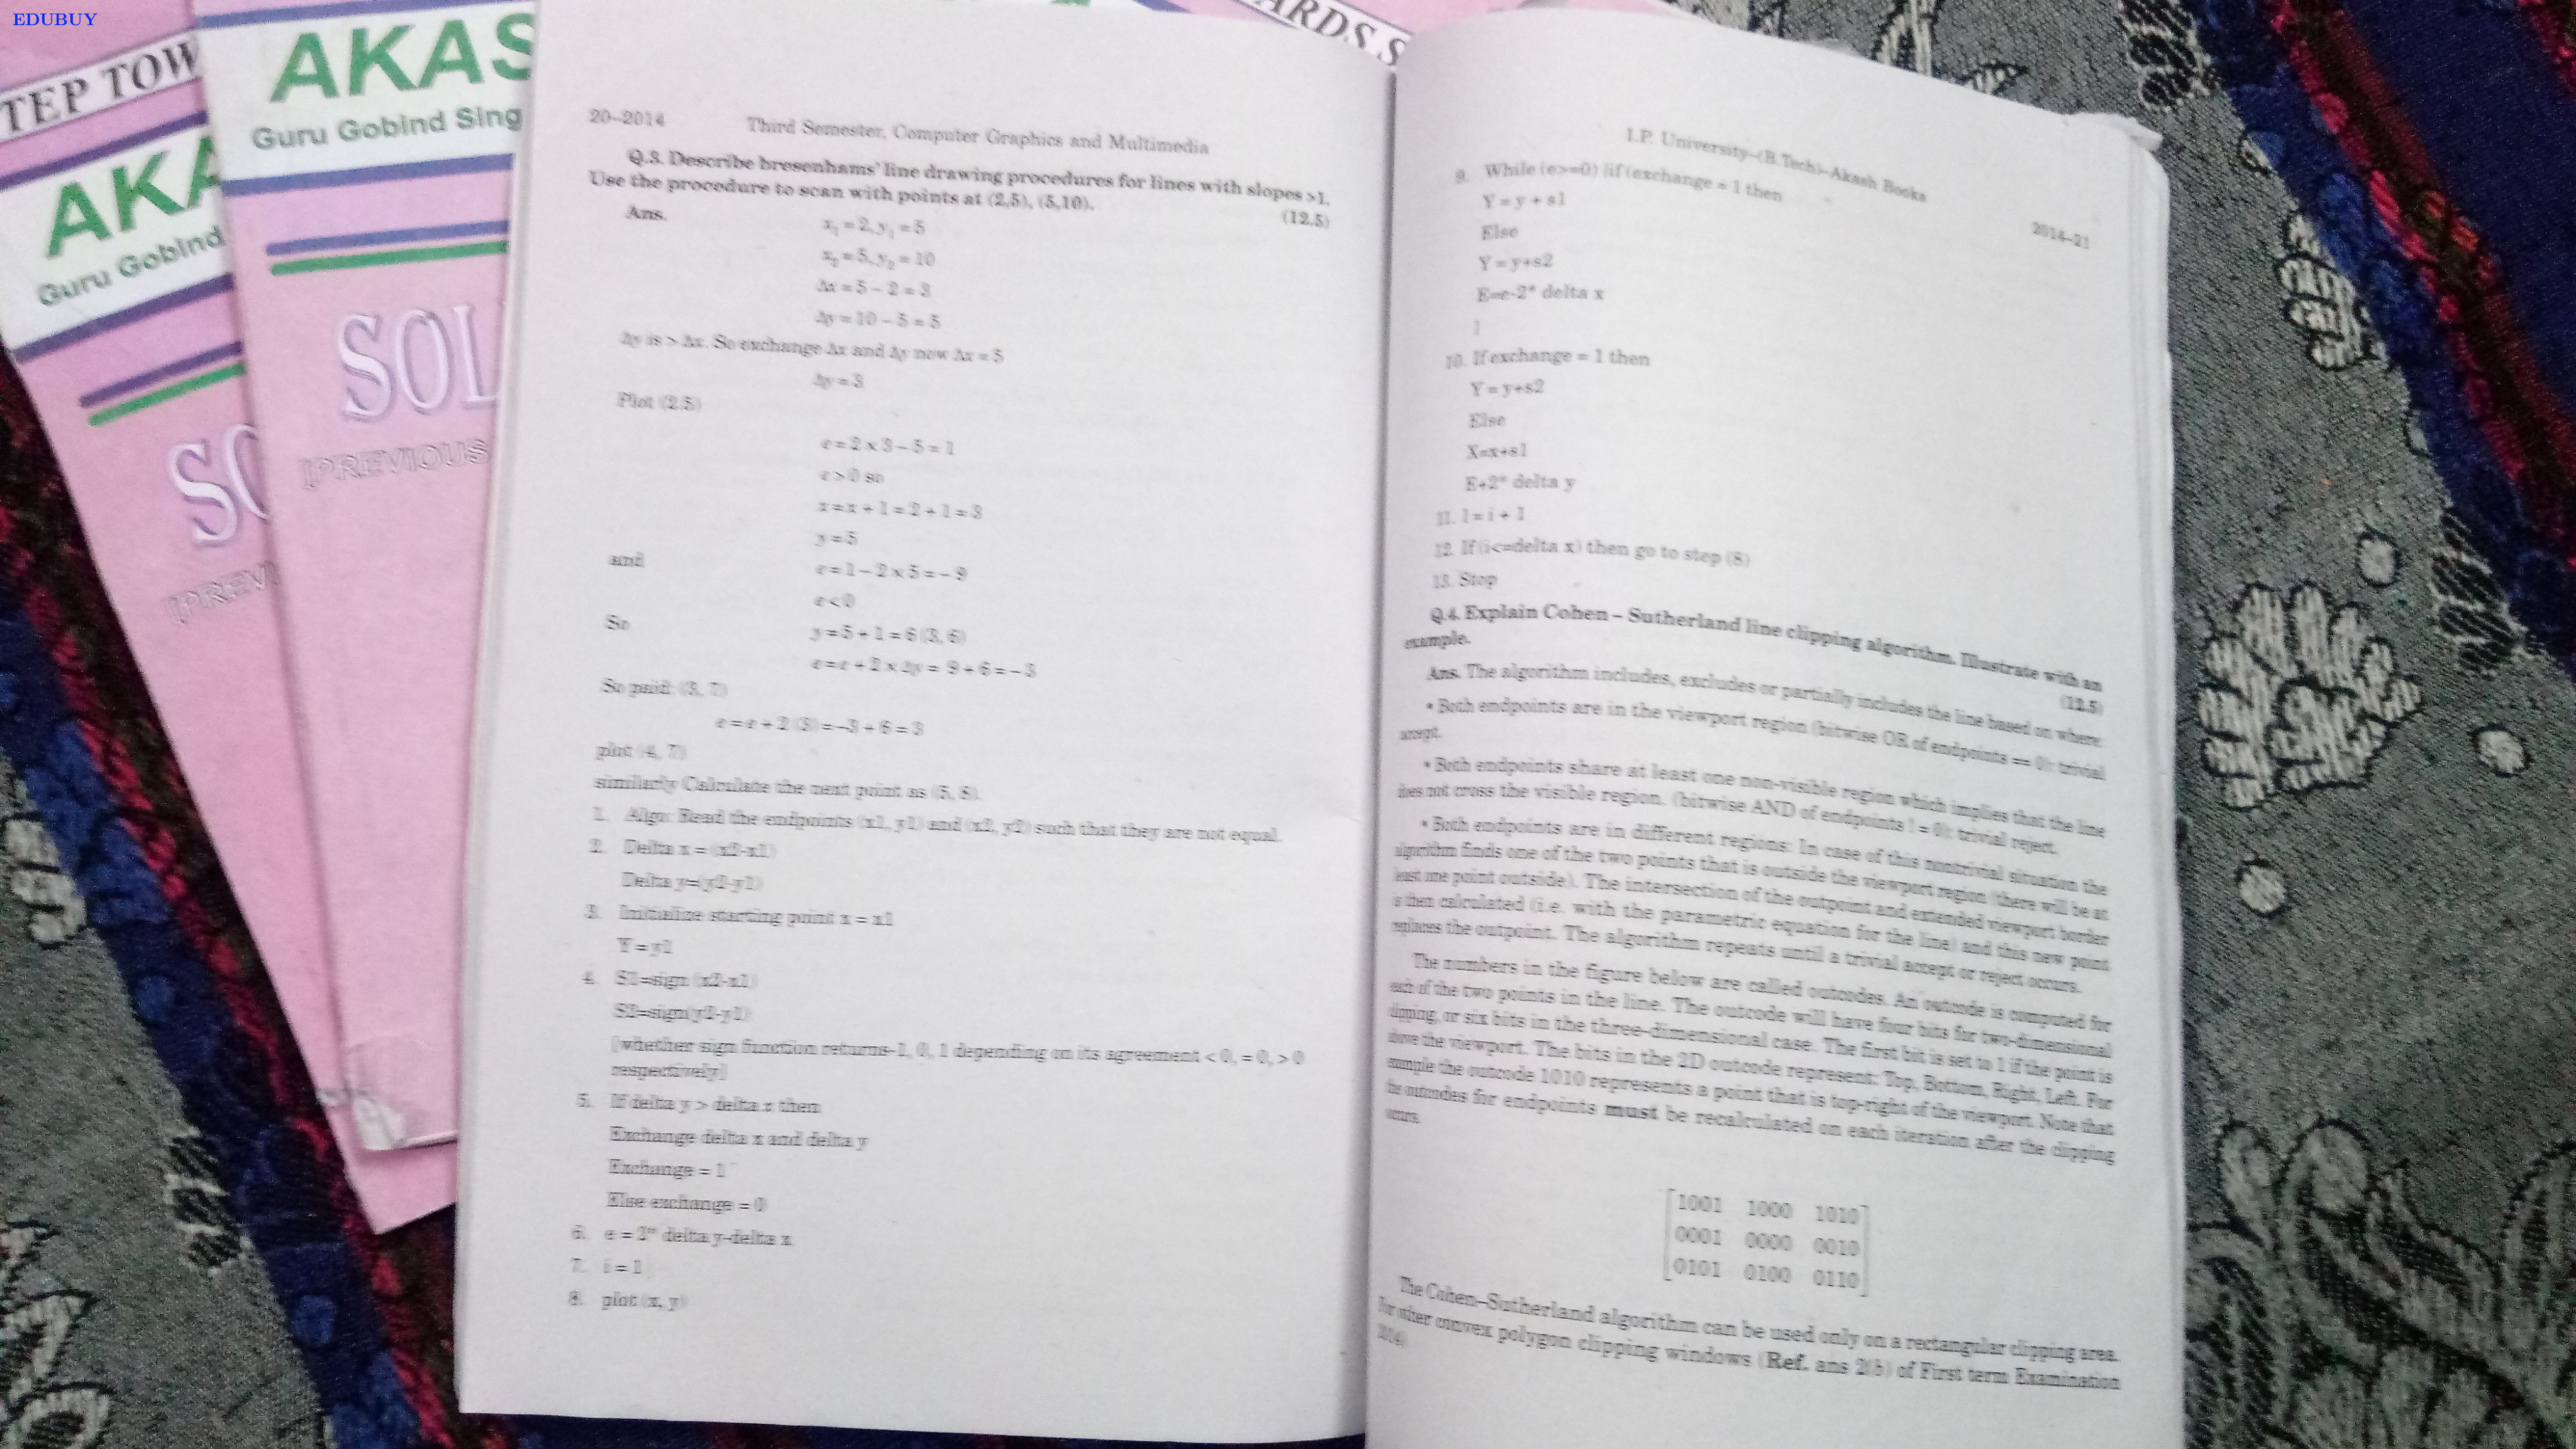 EDUBUY
TEP TOW
AKA
Guru Gobind
SO
[PREVI
AKAS
Guru Gobind Sing
SOL
[PREVIOUS
ARDS S
20–2014 Third Semester, Computer Graphics and Multimedia
Q.3. Describe bresenhams' line drawing procedures for lines with slopes >1.
Use the procedure to scan with points at (2,5), (5,10). (12.5)
Ans. x₁ = 2, y₁ = 5
x₂ = 5, y₂ = 10
Δx = 5 – 2 = 3
Δy = 10 – 5 = 5
Δy is > Δx. So exchange Δx and Δy now Δx = 5
Δy = 3
Plot (2.5)
e = 2 × 3 – 5 = 1
e > 0 so
x = x + 1 = 2 + 1 = 3
y = 5
and e = 1 – 2 × 5 = – 9
e < 0
So y = 5 + 1 = 6 (3, 6)
e = e + 2 × Δy = 9 + 6 = – 3
So paid: (3, 7)
e = e + 2 (3) = –3 + 6 = 3
plot (4, 7)
similarly Calculate the next point as (5, 8).
1. Algo: Read the endpoints (x1, y1) and (x2, y2) such that they are not equal.
2. Delta x = (x2-x1)
Delta y=(y2-y1)
3. Initialize starting point x = x1
Y = y1
4. S1=sign (x2-x1)
S2=sign(y2-y1)
[whether sign function returns-1, 0, 1 depending on its agreement < 0, = 0, > 0
respectively]
5. If delta y > delta x then
Exchange delta x and delta y
Exchange = 1
Else exchange = 0
6. e = 2* delta y-delta x
7. i = 1
8. plot (x, y)
I.P. University–(B.Tech)–Akash Books 2014–21
9. While (e>=0) {if (exchange = 1 then
Y = y + s1
Else
Y = y+s2
E=e-2* delta x
}
10. If exchange = 1 then
Y = y+s2
Else
X=x+s1
E+2* delta y
11. I = i + 1
12. If (i<=delta x) then go to step (8)
13. Stop
Q.4. Explain Cohen – Sutherland line clipping algorithm. Illustrate with an
example. (12.5)
Ans. The algorithm includes, excludes or partially includes the line based on where:
• Both endpoints are in the viewport region (bitwise OR of endpoints == 0): trivial
accept.
• Both endpoints share at least one non-visible region which implies that the line
does not cross the visible region. (bitwise AND of endpoints ! = 0): trivial reject.
• Both endpoints are in different regions: In case of this nontrivial situation the
algorithm finds one of the two points that is outside the viewport region (there will be at
least one point outside). The intersection of the outpoint and extended viewport border
is then calculated (i.e. with the parametric equation for the line) and this new point
replaces the outpoint. The algorithm repeats until a trivial accept or reject occurs.
The numbers in the figure below are called outcodes. An outcode is computed for
each of the two points in the line. The outcode will have four bits for two-dimensional
clipping, or six bits in the three-dimensional case. The first bit is set to 1 if the point is
above the viewport. The bits in the 2D outcode represent: Top, Bottom, Right, Left. For
example the outcode 1010 represents a point that is top-right of the viewport. Note that
the outcodes for endpoints must be recalculated on each iteration after the clipping
occurs.
1001 1000 1010
0001 0000 0010
0101 0100 0110
The Cohen–Sutherland algorithm can be used only on a rectangular clipping area.
For other convex polygon clipping windows (Ref. ans 2(b) of First term Examination
2014)